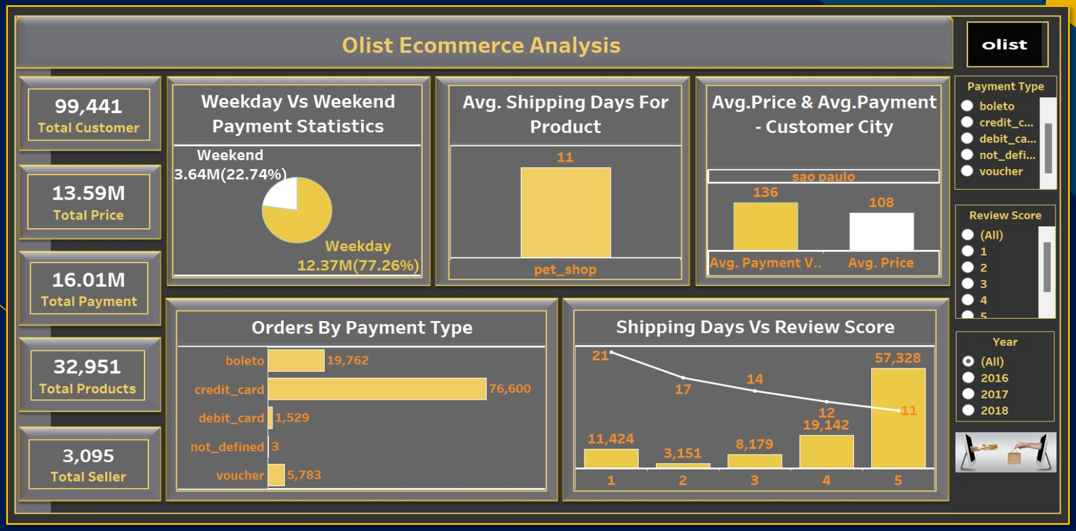 Olist Ecommerce Analysis
olist
99,441
Total Customer
13.59M
Total Price
16.01M
Total Payment
32,951
Total Products
3,095
Total Seller
Weekday Vs Weekend
Payment Statistics
Weekend
3.64M(22.74%)
Weekday
12.37M(77.26%)
Avg. Shipping Days For
Product
11
pet_shop
Avg.Price & Avg.Payment
- Customer City
sao paulo
136
108
Avg. Payment V..
Avg. Price
Payment Type
boleto
credit_c...
debit_ca...
not_defi...
voucher
Review Score
(All)
1
2
3
4
5
Year
(All)
2016
2017
2018
Orders By Payment Type
boleto 19,762
credit_card 76,600
debit_card 1,529
not_defined 3
voucher 5,783
Shipping Days Vs Review Score
21
17
14
12
11
11,424
3,151
8,179
19,142
57,328
1 2 3 4 5